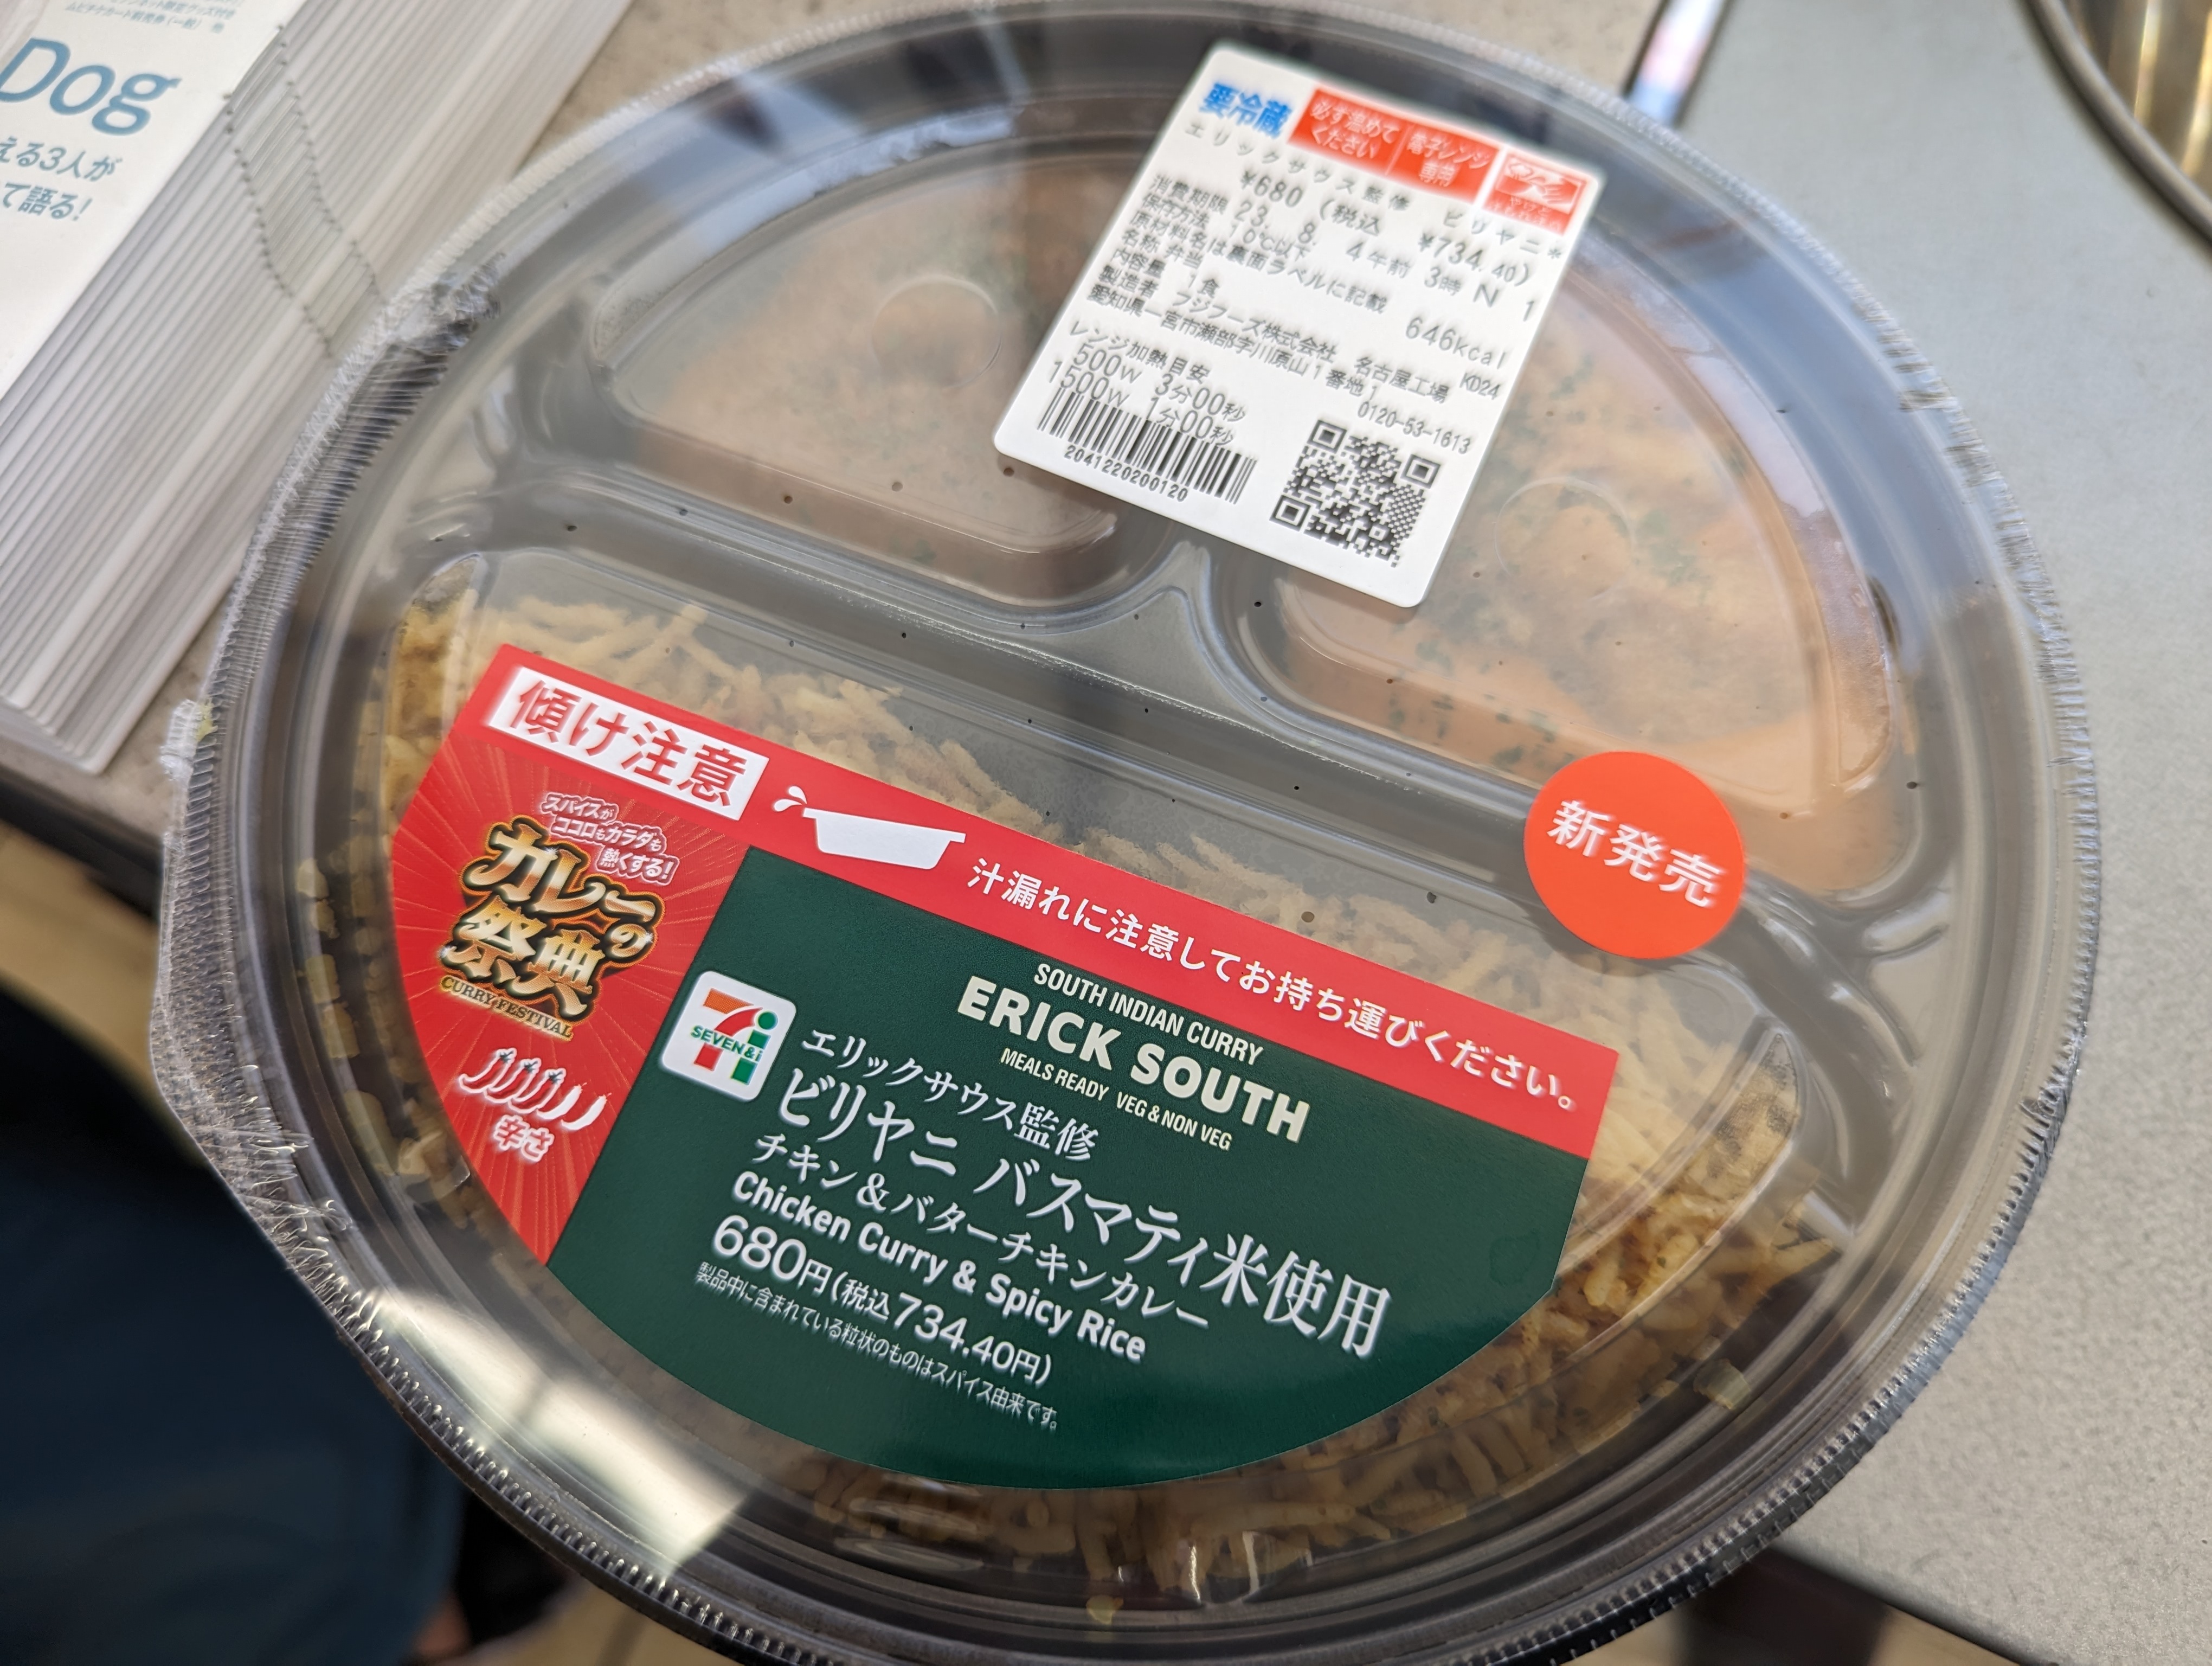 Dog
える3人が
て語る!
要冷蔵
必ず温めて
ください
電子レンジ
専用
エリックサウス監修 ビリヤニ*
¥680 (税込 ¥734.40)
消費期限 23. 8. 4午前 3時 N 1
保存方法 10℃以下
原材料名は裏面ラベルに記載
名称 弁当 646kcal
内容量 1食
製造者 フジフーズ株式会社 名古屋工場 KD24
愛知県一宮市瀬部字川原山1番地1
0120-53-1613
レンジ加熱目安
500W 3分00秒
1500W 1分00秒
2041220200120
新発売
傾け注意
汁漏れに注意してお持ち運びください。
スパイスが
ココロもカラダも
熱くする!
カレーの
祭典
CURRY FESTIVAL
辛さ
SOUTH INDIAN CURRY
ERICK SOUTH
MEALS READY VEG & NON VEG
SEVEN&i
エリックサウス監修
ビリヤニ バスマティ米使用
チキン&バターチキンカレー
Chicken Curry & Spicy Rice
680円(税込734.40円)
製品中に含まれている粒状のものはスパイス由来です。